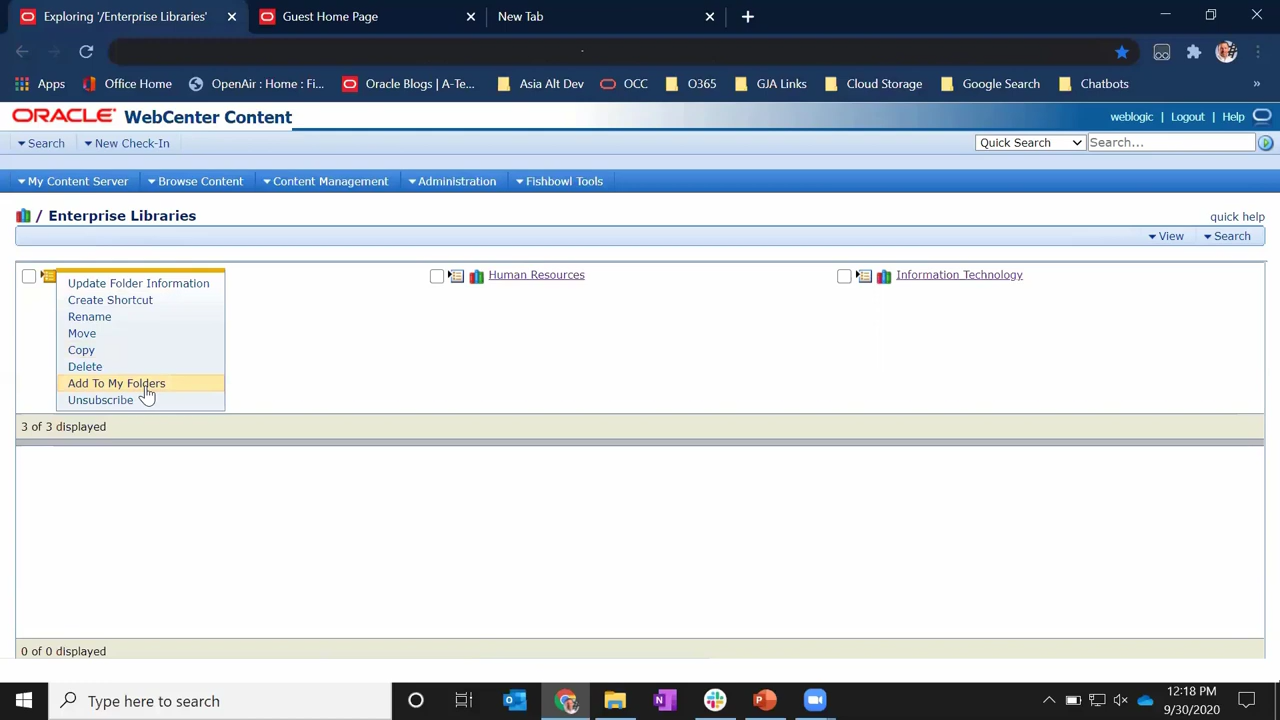 Exploring '/Enterprise Libraries'
Guest Home Page
New Tab
Apps
Office Home
OpenAir : Home : Fi...
Oracle Blogs | A-Te...
Asia Alt Dev
OCC
O365
GJA Links
Cloud Storage
Google Search
Chatbots
»
ORACLE® WebCenter Content
weblogic | Logout | Help
Search
New Check-In
Quick Search
Search...
My Content Server
Browse Content
Content Management
Administration
Fishbowl Tools
/ Enterprise Libraries
quick help
View
Search
Update Folder Information
Create Shortcut
Rename
Move
Copy
Delete
Add To My Folders
Unsubscribe
Human Resources
Information Technology
3 of 3 displayed
0 of 0 displayed
Type here to search
12:18 PM
9/30/2020